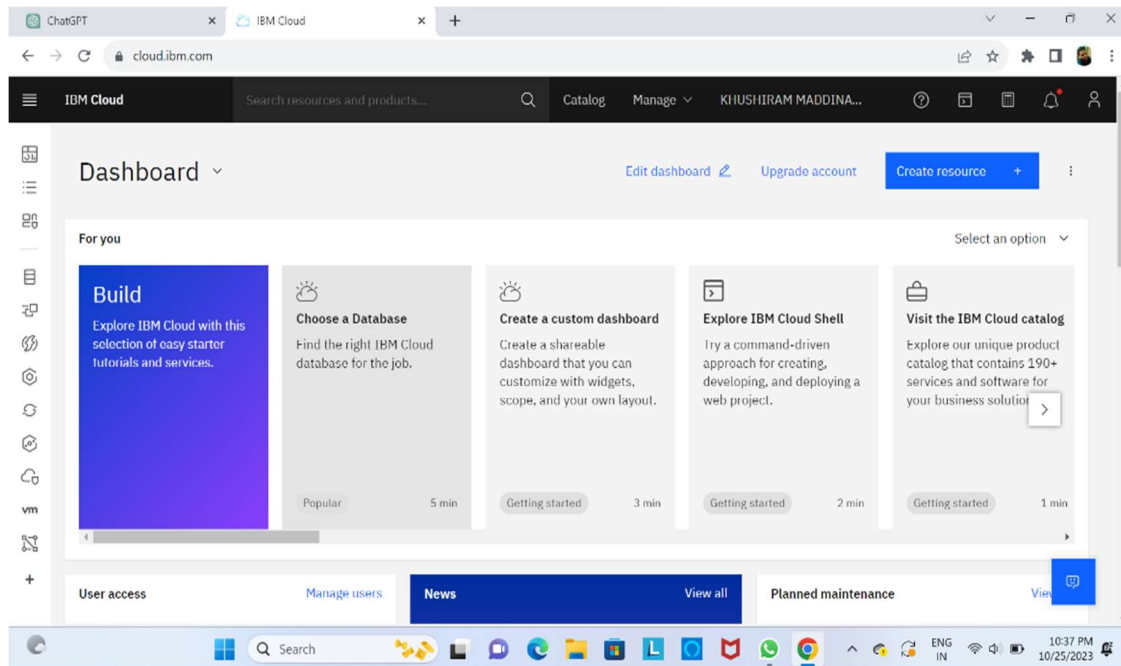 ChatGPT
IBM Cloud
cloud.ibm.com
IBM Cloud
Search resources and products...
Catalog
Manage
KHUSHIRAM MADDINA...
Dashboard
Edit dashboard
Upgrade account
Create resource +
For you
Select an option
Build
Explore IBM Cloud with this
selection of easy starter
tutorials and services.
Choose a Database
Find the right IBM Cloud
database for the job.
Popular
5 min
Create a custom dashboard
Create a shareable
dashboard that you can
customize with widgets,
scope, and your own layout.
Getting started
3 min
Explore IBM Cloud Shell
Try a command-driven
approach for creating,
developing, and deploying a
web project.
Getting started
2 min
Visit the IBM Cloud catalog
Explore our unique product
catalog that contains 190+
services and software for
your business solution
Getting started
1 min
vm
User access
Manage users
News
View all
Planned maintenance
View
Search
L
ENG
IN
10:37 PM
10/25/2023